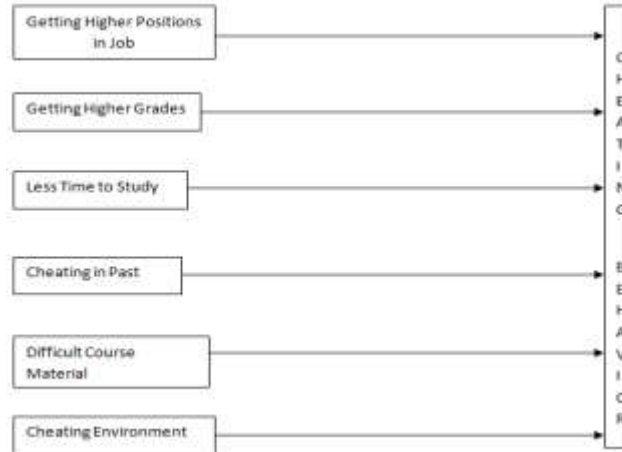 Getting Higher Positions
in Job
Getting Higher Grades
Less Time to Study
Cheating in Past
Difficult Course
Material
Cheating Environment
C
H
E
A
T
I
N
G
B
E
H
A
V
I
O
R